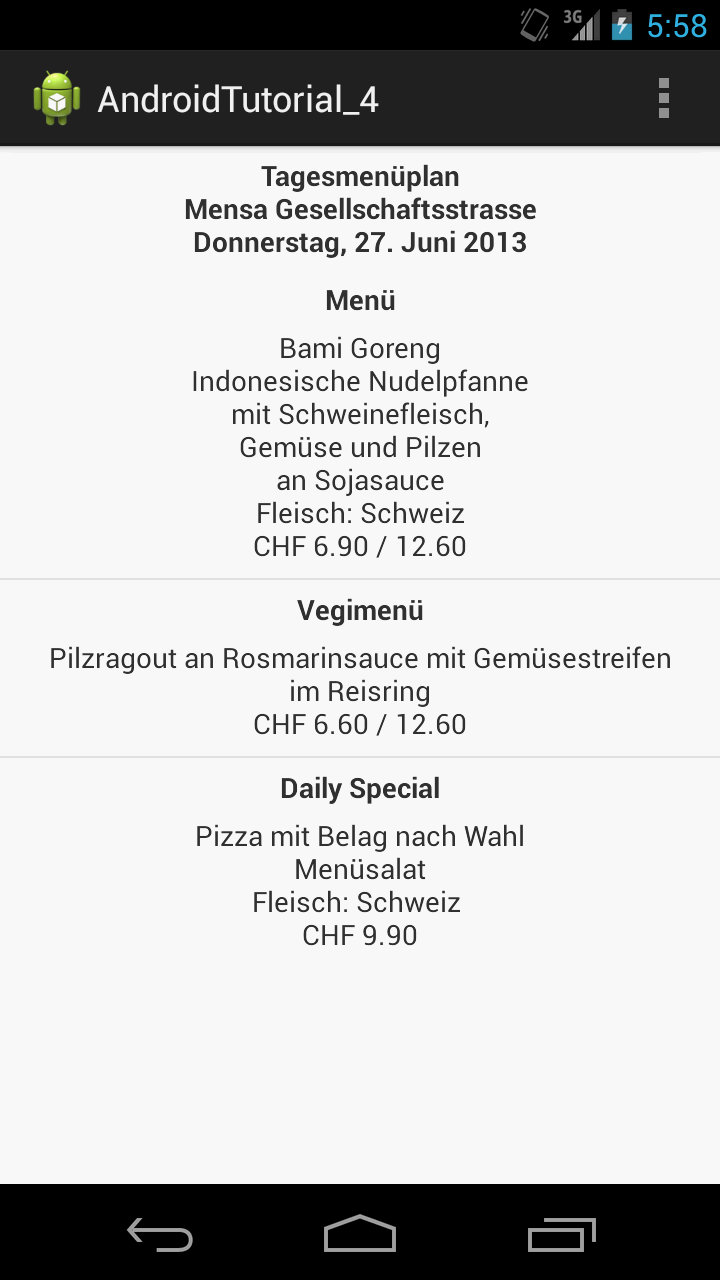 3G
5:58
AndroidTutorial_4
Tagesmenüplan
Mensa Gesellschaftsstrasse
Donnerstag, 27. Juni 2013
Menü
Bami Goreng
Indonesische Nudelpfanne
mit Schweinefleisch,
Gemüse und Pilzen
an Sojasauce
Fleisch: Schweiz
CHF 6.90 / 12.60
Vegimenü
Pilzragout an Rosmarinsauce mit Gemüsestreifen
im Reisring
CHF 6.60 / 12.60
Daily Special
Pizza mit Belag nach Wahl
Menüsalat
Fleisch: Schweiz
CHF 9.90